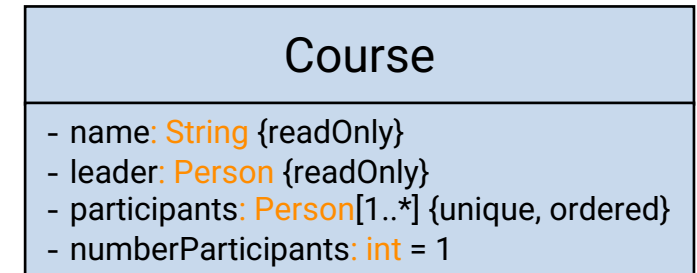 Course
- name: String {readOnly}
- leader: Person {readOnly}
- participants: Person[1..*] {unique, ordered}
- numberParticipants: int = 1